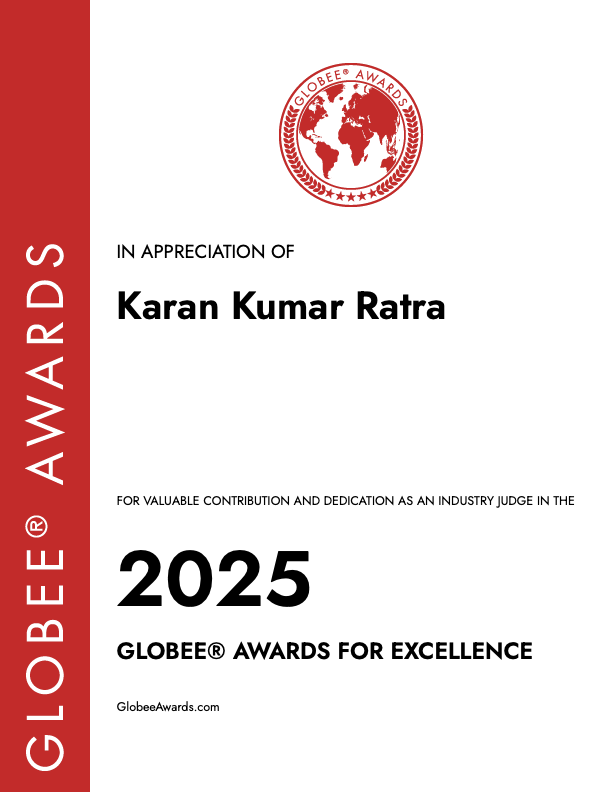 GLOBEE® AWARDS
GLOBEE® AWARDS
IN APPRECIATION OF
Karan Kumar Ratra
FOR VALUABLE CONTRIBUTION AND DEDICATION AS AN INDUSTRY JUDGE IN THE
2025
GLOBEE® AWARDS FOR EXCELLENCE
GlobeeAwards.com